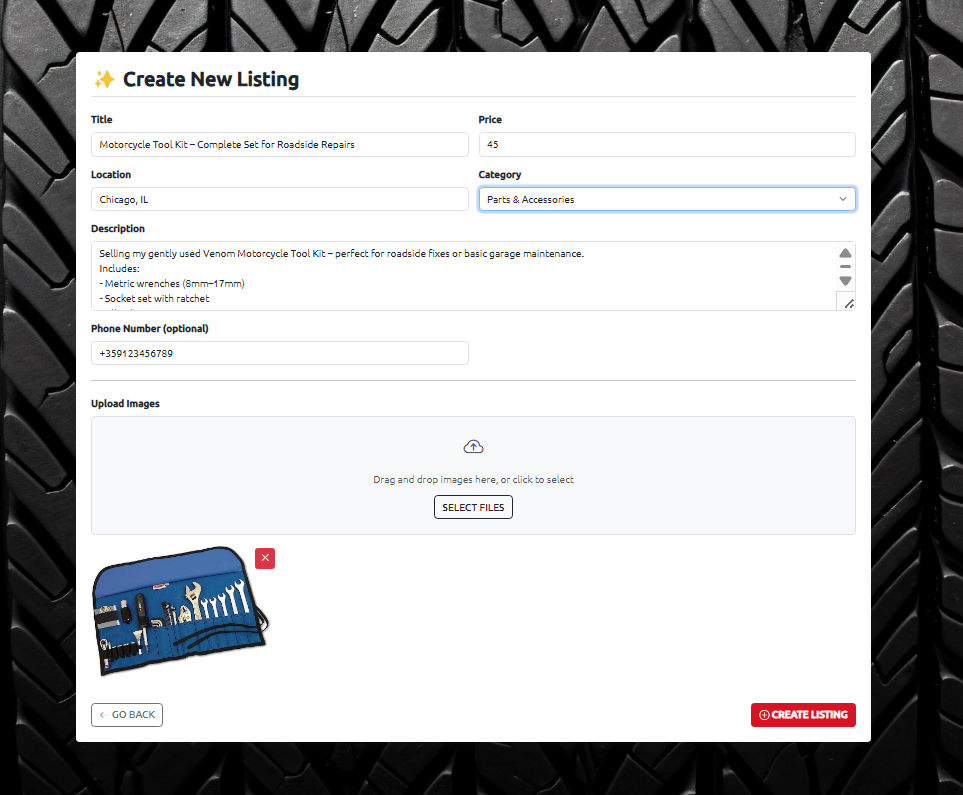 ✨ Create New Listing
Title
Price
Motorcycle Tool Kit – Complete Set for Roadside Repairs
45
Location
Category
Chicago, IL
Parts & Accessories
Description
Selling my gently used Venom Motorcycle Tool Kit – perfect for roadside fixes or basic garage maintenance.
Includes:
- Metric wrenches (8mm–17mm)
- Socket set with ratchet
Phone Number (optional)
+359123456789
Upload Images
Drag and drop images here, or click to select
SELECT FILES
← GO BACK
CREATE LISTING